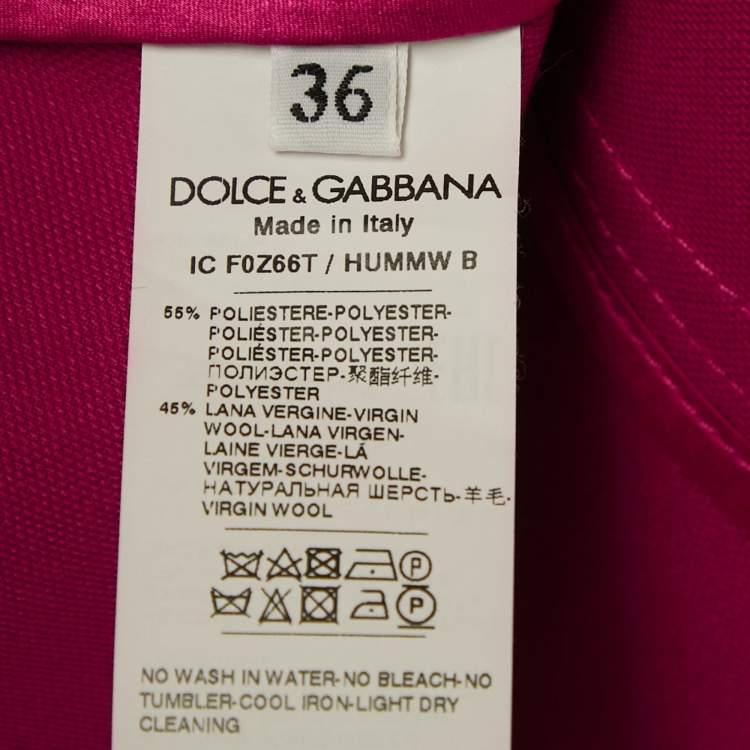 36
DOLCE & GABBANA
Made in Italy
IC F0Z66T / HUMMW B
55% POLIESTERE-POLYESTER-
POLIÉSTER-POLYESTER-
POLIÉSTER-POLYESTER-
ПОЛИЭСТЕР-聚酯纤维-
POLYESTER
45% LANA VERGINE-VIRGIN
WOOL-LANA VIRGEN-
LAINE VIERGE-LÁ
VIRGEM-SCHURWOLLE-
НАТУРАЛЬНАЯ ШЕРСТЬ-羊毛-
VIRGIN WOOL
P
P
NO WASH IN WATER-NO BLEACH-NO
TUMBLER-COOL IRON-LIGHT DRY
CLEANING